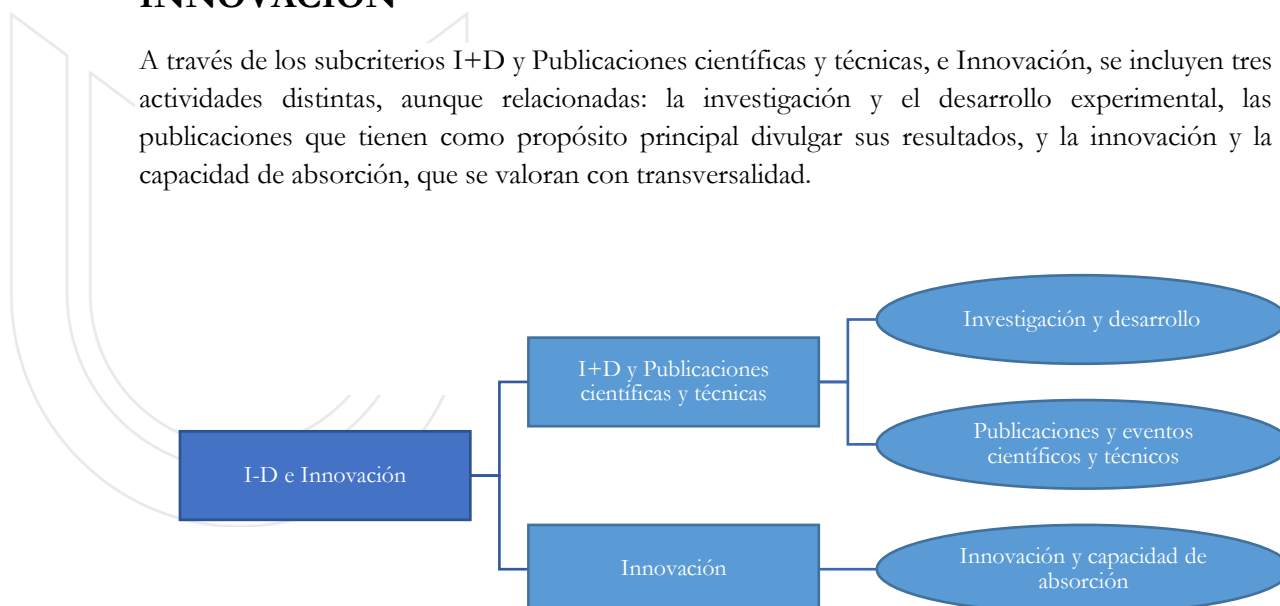 INNOVACIÓN
A través de los subcriterios I+D y Publicaciones científicas y técnicas, e Innovación, se incluyen tres
actividades distintas, aunque relacionadas: la investigación y el desarrollo experimental, las
publicaciones que tienen como propósito principal divulgar sus resultados, y la innovación y la
capacidad de absorción, que se valoran con transversalidad.
Investigación y desarrollo
I+D y Publicaciones
científicas y técnicas
Publicaciones y eventos
científicos y técnicos
I-D e Innovación
Innovación
Innovación y capacidad de
absorción